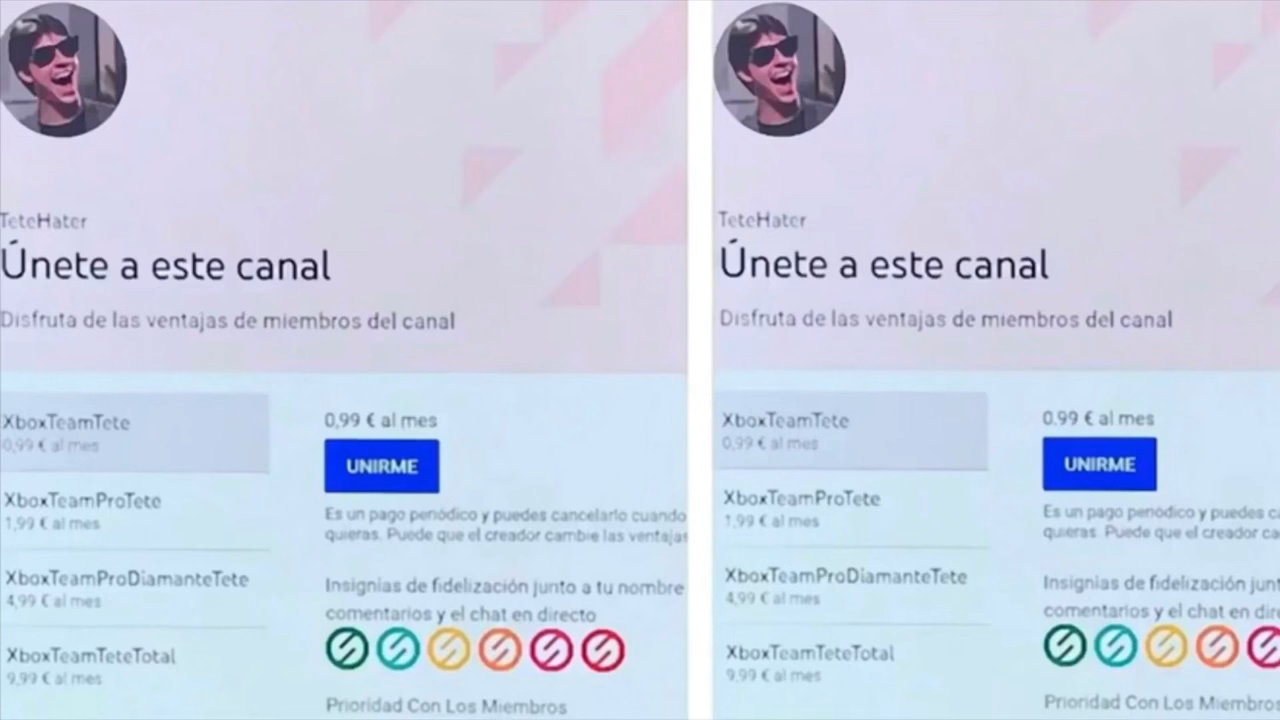 TeteHater
Únete a este canal
Disfruta de las ventajas de miembros del canal
XboxTeamTete
0,99 € al mes
XboxTeamProTete
1,99 € al mes
XboxTeamProDiamanteTete
4,99 € al mes
XboxTeamTeteTotal
9,99 € al mes
0,99 € al mes
UNIRME
Es un pago periódico y puedes cancelarlo cuando
quieras. Puede que el creador cambie las ventajas
Insignias de fidelización junto a tu nombre
comentarios y el chat en directo
Prioridad Con Los Miembros
TeteHater
Únete a este canal
Disfruta de las ventajas de miembros del canal
XboxTeamTete
0,99 € al mes
XboxTeamProTete
1,99 € al mes
XboxTeamProDiamanteTete
4,99 € al mes
XboxTeamTeteTotal
9,99 € al mes
0,99 € al mes
UNIRME
Es un pago periódico y puedes
quieras. Puede que el creador
Insignias de fidelización
comentarios y el chat en
Prioridad Con Los Miembros